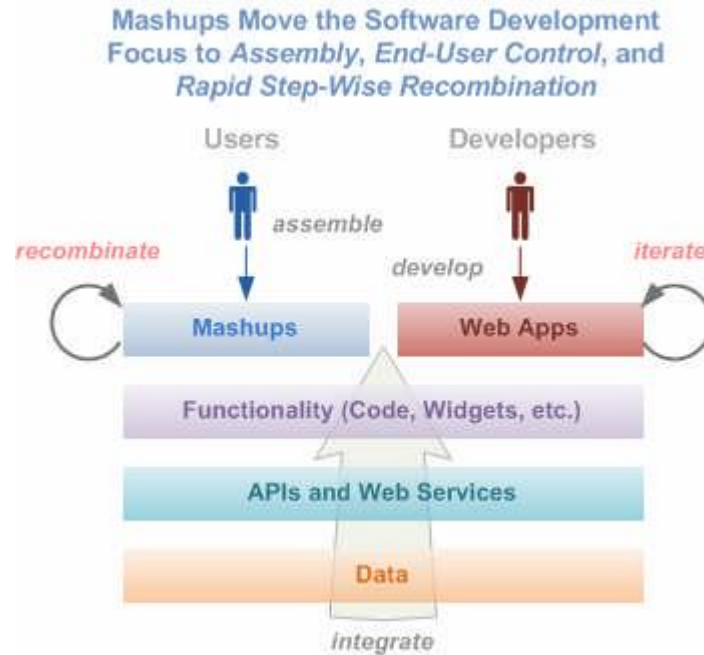 Mashups Move the Software Development
Focus to Assembly, End-User Control, and
Rapid Step-Wise Recombination
Users
Developers
assemble
recombinate
develop
iterate
Mashups
Web Apps
Functionality (Code, Widgets, etc.)
APIs and Web Services
Data
integrate